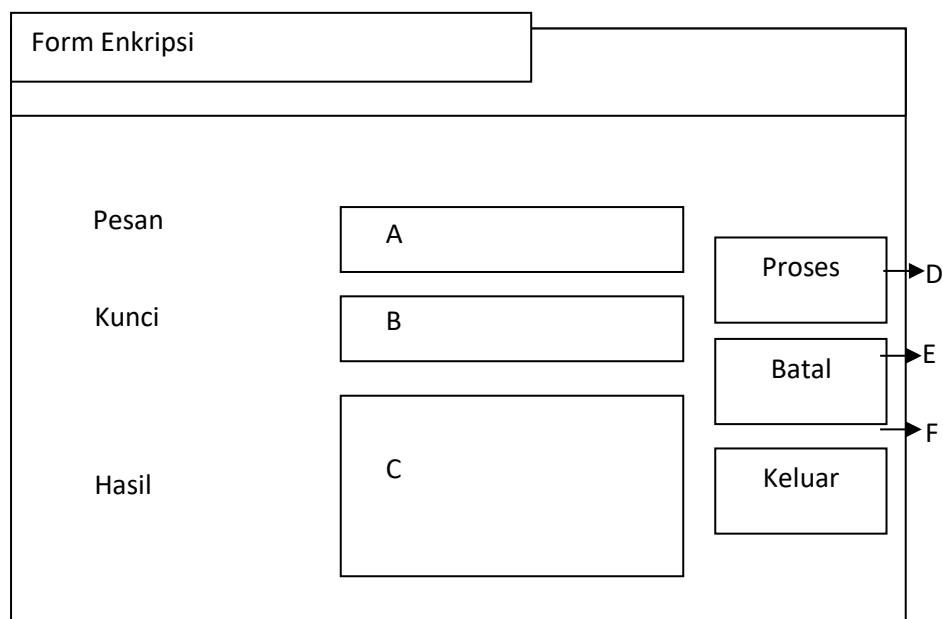 Form Enkripsi
Pesan
A
Proses
D
Kunci
B
Batal
E
F
Hasil
C
Keluar